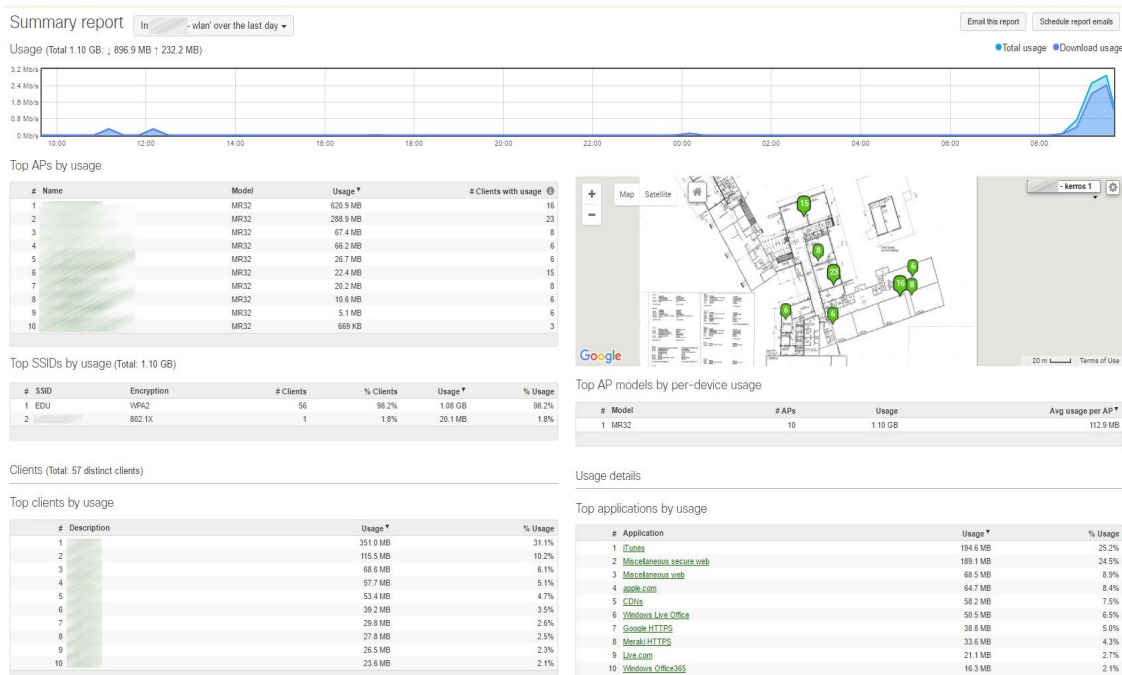 Summary report In - wlan' over the last day
Email this report Schedule report emails
Usage (Total 1.10 GB: ↓ 896.9 MB ↑ 232.2 MB)
Total usage Download usage
3.2 Mb/s
2.4 Mb/s
1.6 Mb/s
0.8 Mb/s
0 Mb/s
10:00 12:00 14:00 16:00 18:00 20:00 22:00 00:00 02:00 04:00 06:00 08:00
Top APs by usage
# Name Model Usage ▼ # Clients with usage
1 MR32 620.9 MB 16
2 MR32 288.9 MB 23
3 MR32 67.4 MB 8
4 MR32 66.2 MB 6
5 MR32 26.7 MB 6
6 MR32 22.4 MB 15
7 MR32 20.2 MB 8
8 MR32 10.6 MB 6
9 MR32 5.1 MB 6
10 MR32 669 KB 3
+ Map Satellite
−
- kerros 1
15
8
23
6
16 8
6
6
Google
20 m Terms of Use
Top SSIDs by usage (Total: 1.10 GB)
# SSID Encryption # Clients % Clients Usage ▼ % Usage
1 EDU WPA2 56 98.2% 1.08 GB 98.2%
2 802.1X 1 1.8% 20.1 MB 1.8%
Top AP models by per-device usage
# Model # APs Usage Avg usage per AP ▼
1 MR32 10 1.10 GB 112.9 MB
Clients (Total: 57 distinct clients)
Top clients by usage
# Description Usage ▼ % Usage
1 351.0 MB 31.1%
2 115.5 MB 10.2%
3 68.6 MB 6.1%
4 57.7 MB 5.1%
5 53.4 MB 4.7%
6 39.2 MB 3.5%
7 29.8 MB 2.6%
8 27.8 MB 2.5%
9 26.5 MB 2.3%
10 23.6 MB 2.1%
Usage details
Top applications by usage
# Application Usage ▼ % Usage
1 iTunes 194.6 MB 25.2%
2 Miscellaneous secure web 189.1 MB 24.5%
3 Miscellaneous web 68.5 MB 8.9%
4 apple.com 64.7 MB 8.4%
5 CDNs 58.2 MB 7.5%
6 Windows Live Office 50.5 MB 6.5%
7 Google HTTPS 38.8 MB 5.0%
8 Meraki HTTPS 33.6 MB 4.3%
9 Live.com 21.1 MB 2.7%
10 Windows Office365 16.3 MB 2.1%